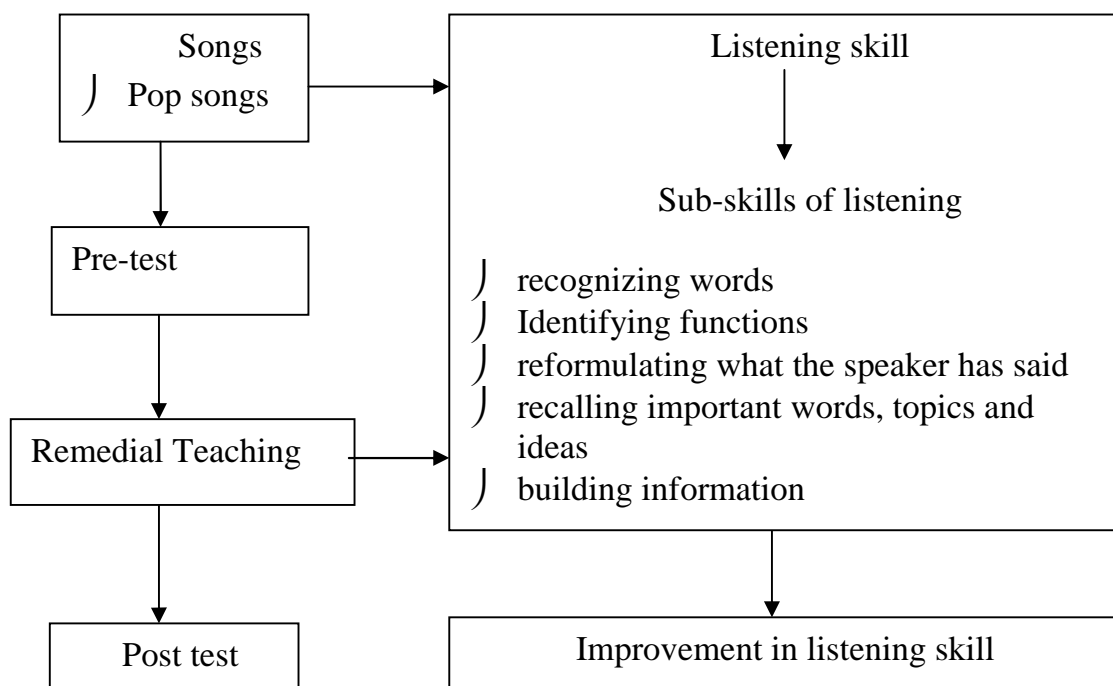 Songs
Pop songs
Pre-test
Remedial Teaching
Post test
Listening skill
Sub-skills of listening
recognizing words
Identifying functions
reformulating what the speaker has said
recalling important words, topics and
ideas
building information
Improvement in listening skill